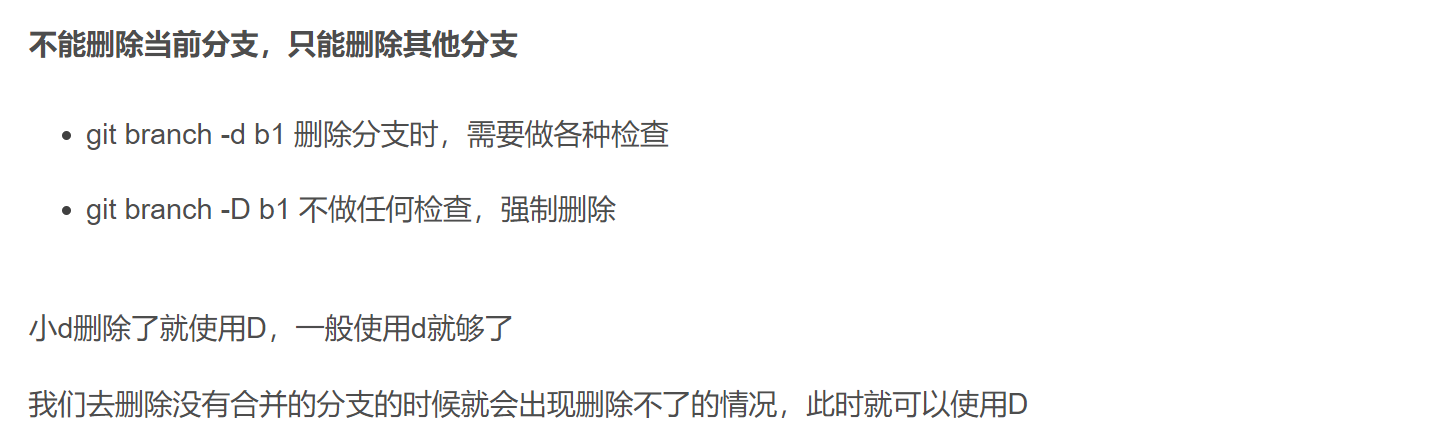 不能删除当前分支，只能删除其他分支
git branch -d b1 删除分支时，需要做各种检查
git branch -D b1 不做任何检查，强制删除
小d删除了就使用D，一般使用d就够了
我们去删除没有合并的分支的时候就会出现删除不了的情况，此时就可以使用D